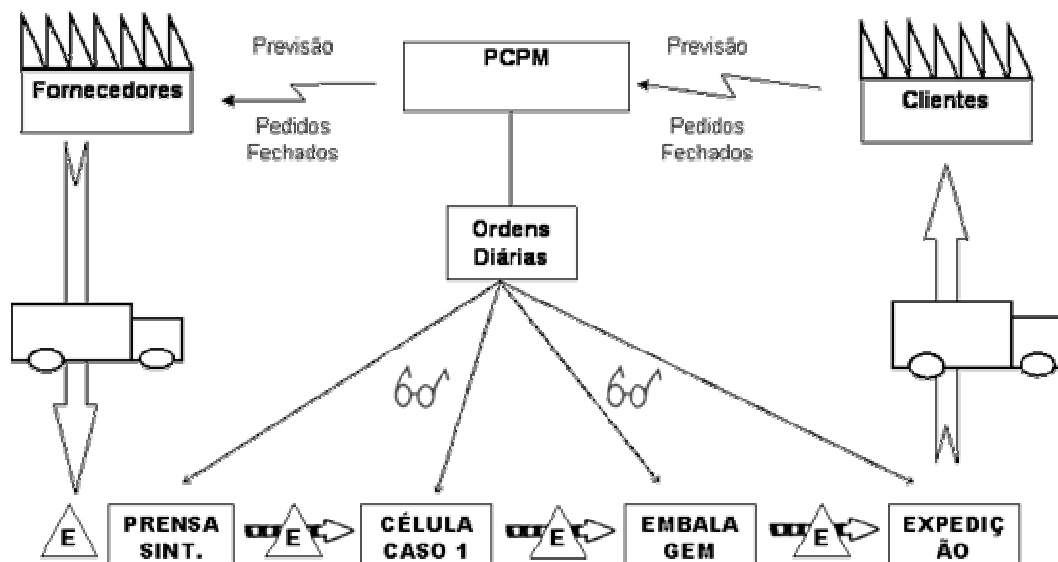 Fornecedores
Previsão
Pedidos
Fechados
PCPM
Previsão
Pedidos
Fechados
Clientes
Ordens
Diárias
E
PRENSA
SINT.
E
CÉLULA
CASO 1
E
EMBALA
GEM
E
EXPEDIÇ
ÃO